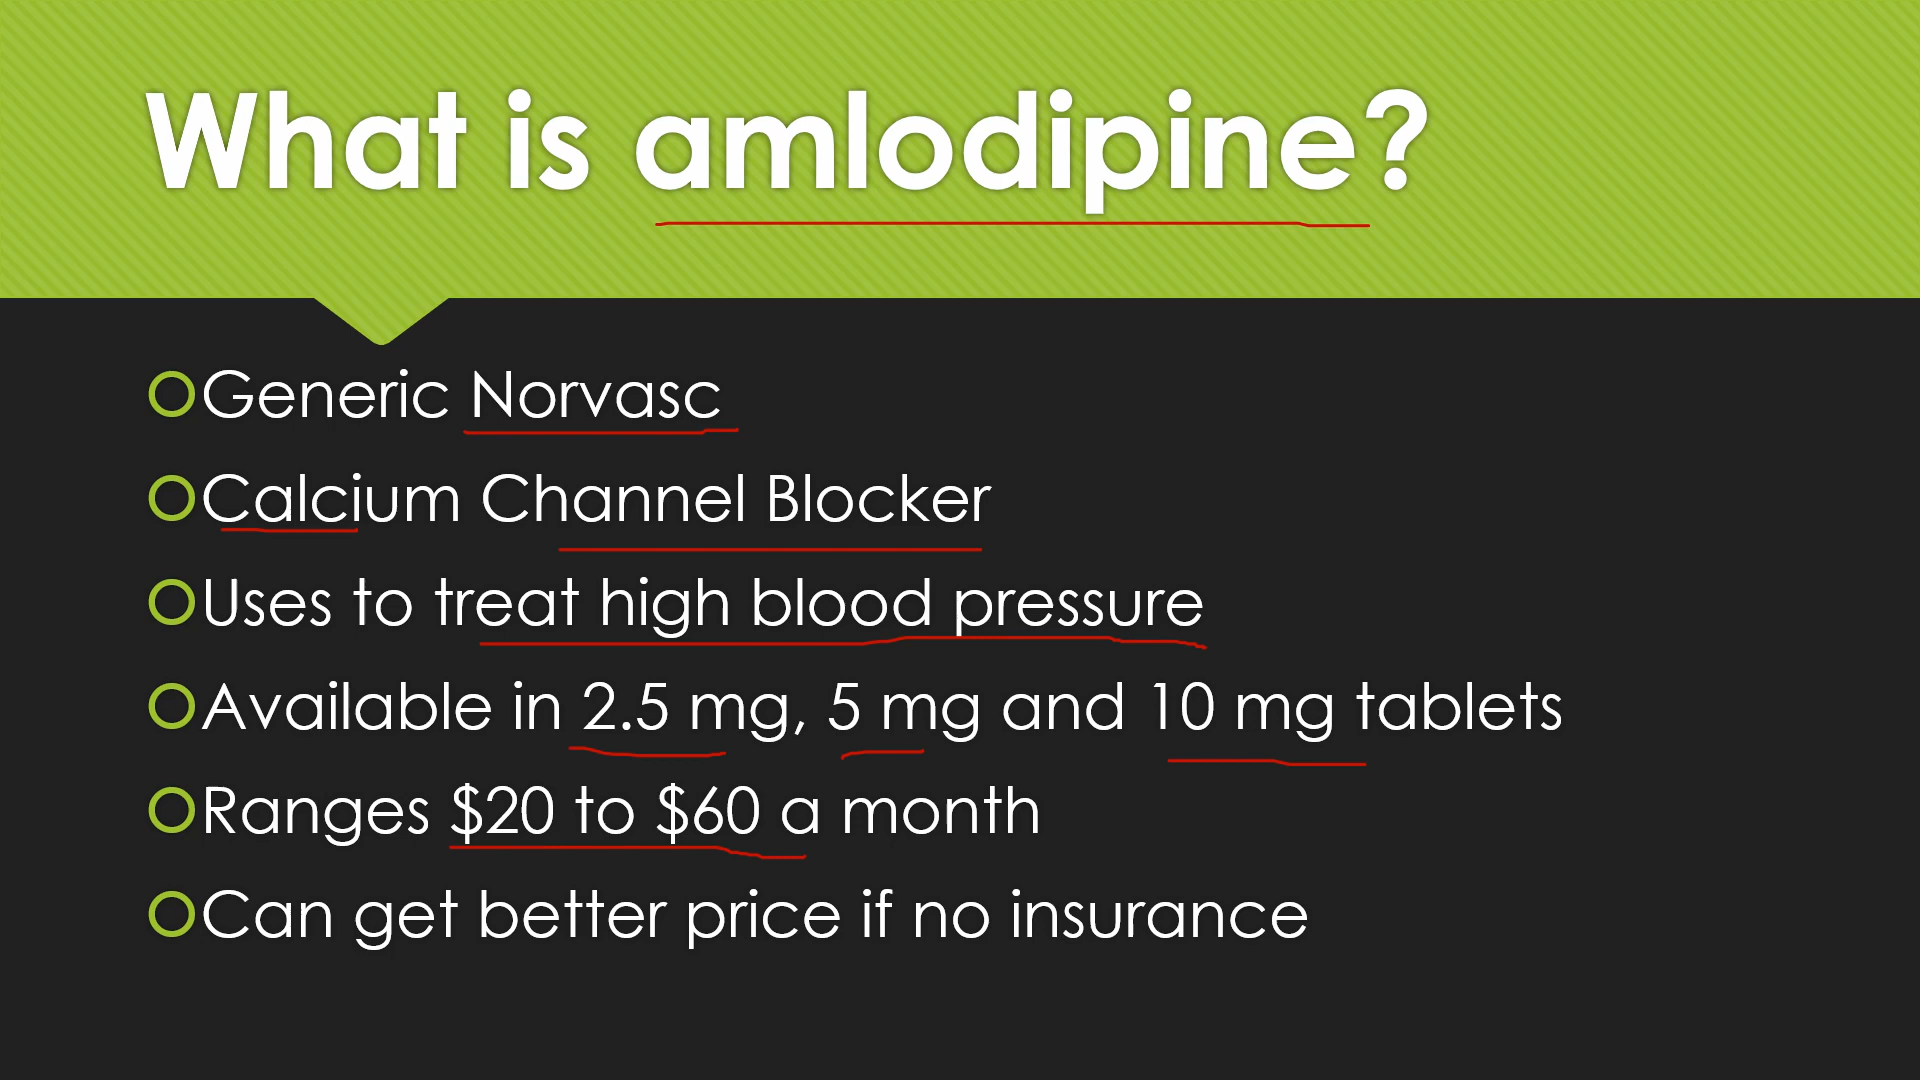 What is amlodipine?
Generic Norvasc
Calcium Channel Blocker
Uses to treat high blood pressure
Available in 2.5 mg, 5 mg and 10 mg tablets
Ranges $20 to $60 a month
Can get better price if no insurance